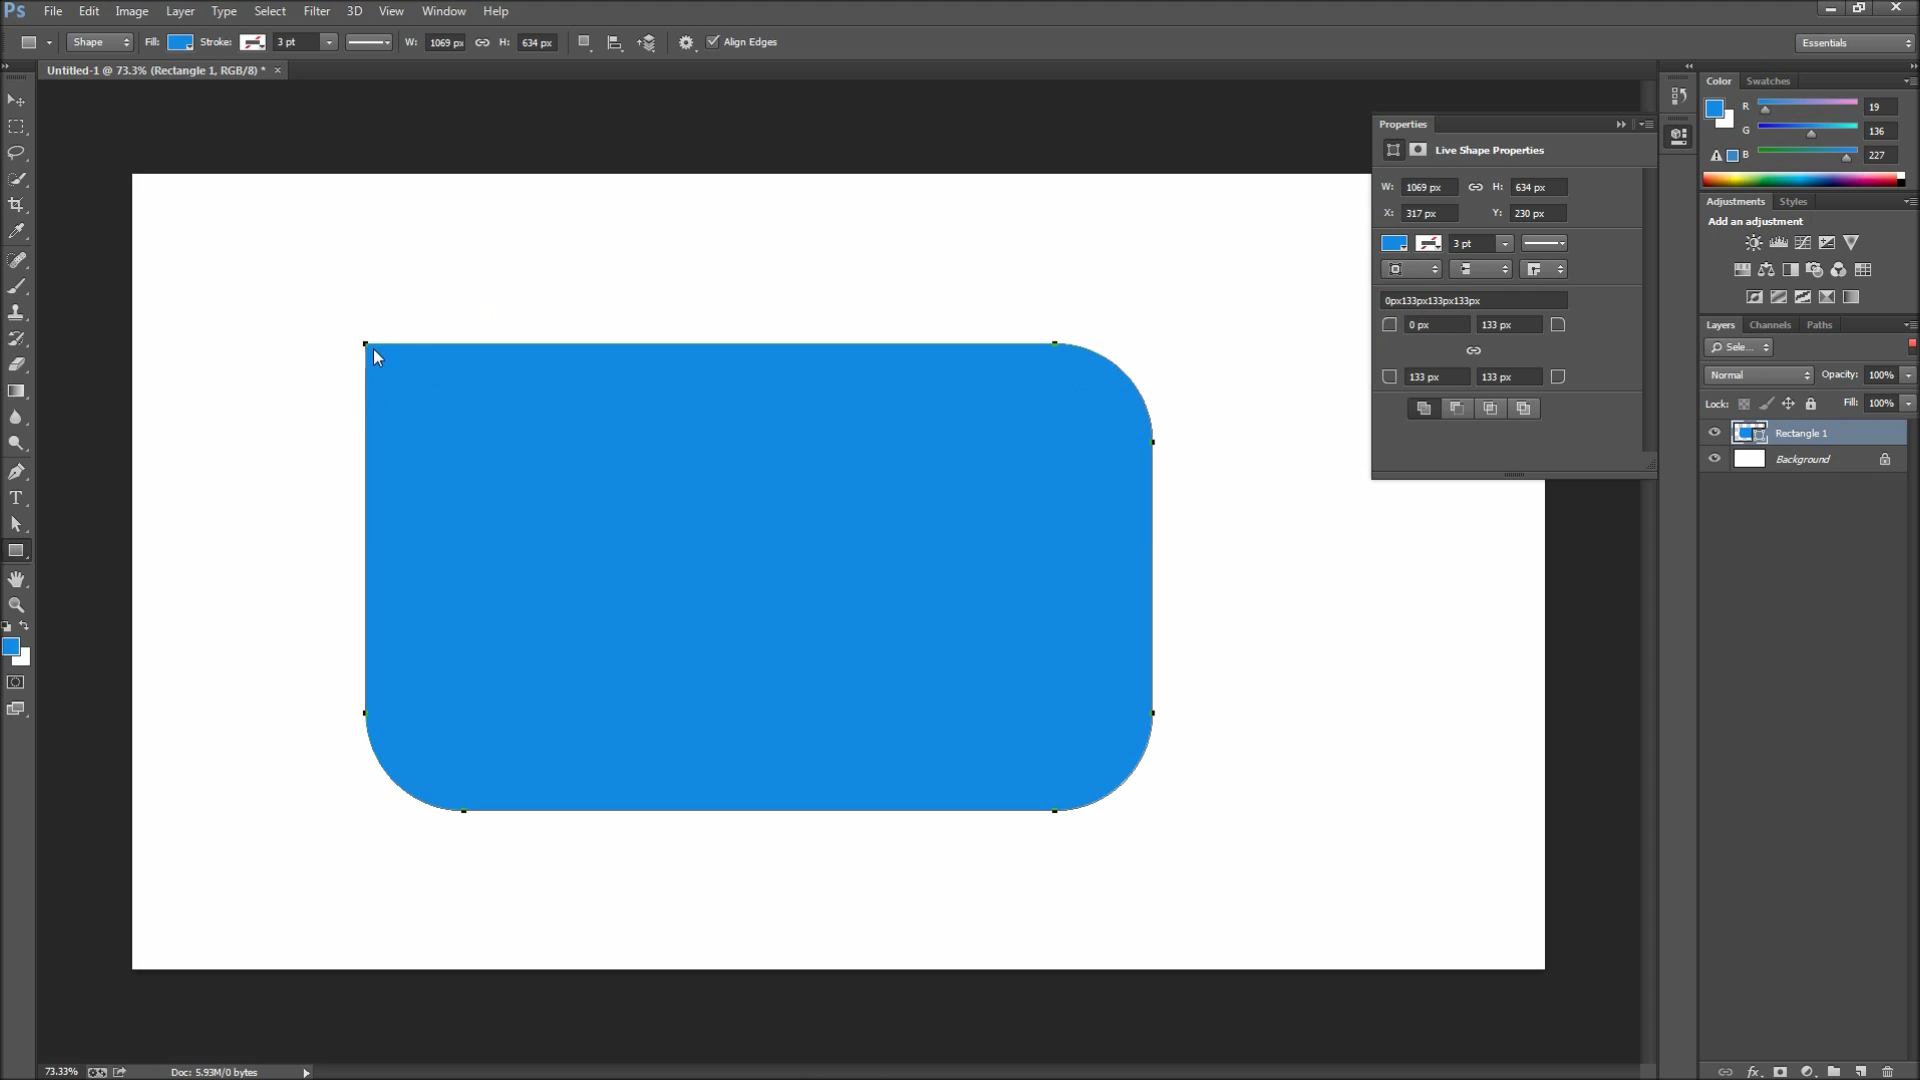 Ps File Edit Image Layer Type Select Filter 3D View Window Help
Shape Fill: Stroke: 3 pt W: 1069 px H: 634 px Align Edges Essentials
Untitled-1 @ 73.3% (Rectangle 1, RGB/8) * ×
Color Swatches
R 19
G 136
B 227
Properties
Live Shape Properties
W: 1069 px H: 634 px
X: 317 px Y: 230 px
3 pt
0px133px133px133px
0 px 133 px
133 px 133 px
Adjustments Styles
Add an adjustment
Layers Channels Paths
Sele...
Normal Opacity: 100%
Lock: Fill: 100%
Rectangle 1
Background
T
fx
73.33% Doc: 5.93M/0 bytes